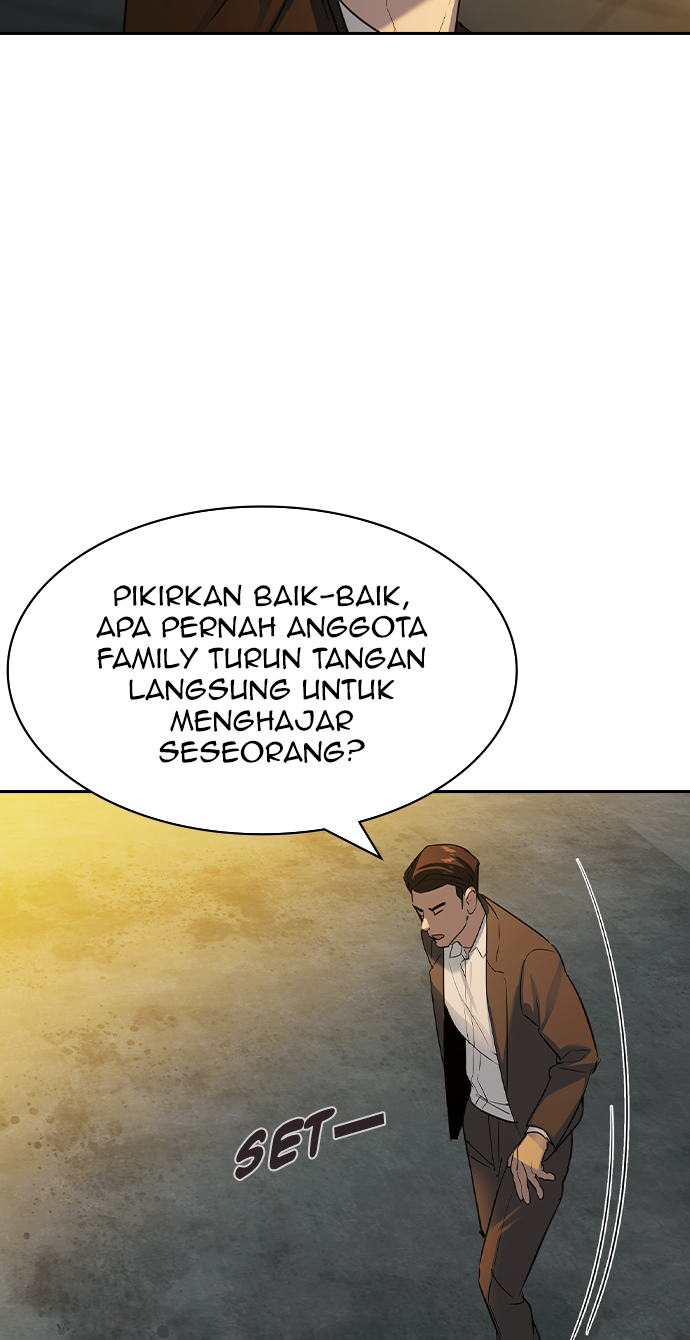 PIKIRKAN BAIK-BAIK,
APA PERNAH ANGGOTA
FAMILY TURUN TANGAN
LANGSUNG UNTUK
MENGHAJAR
SESEORANG?
SET—